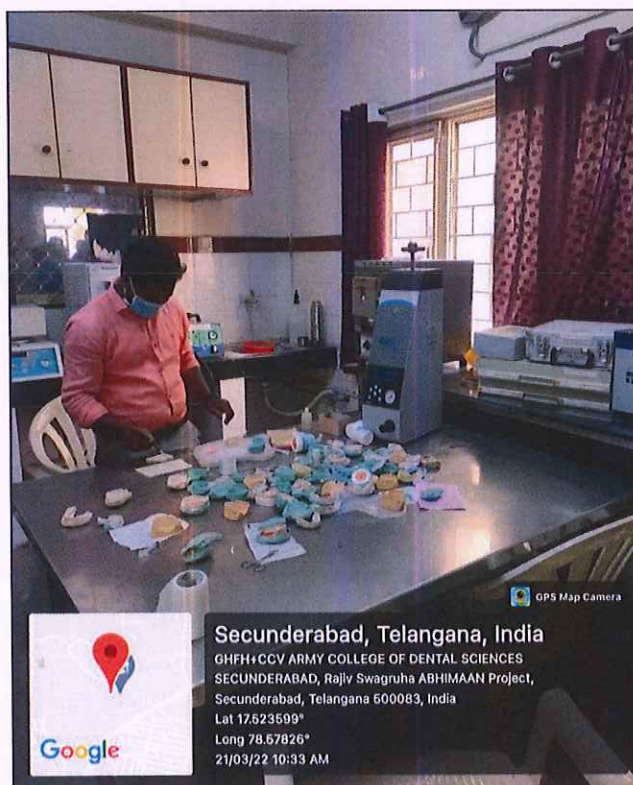 GPS Map Camera
Secunderabad, Telangana, India
GHFH+CCV ARMY COLLEGE OF DENTAL SCIENCES
SECUNDERABAD, Rajiv Swagruha ABHIMAAN Project,
Secunderabad, Telangana 500083, India
Lat 17.523599°
Long 78.57826°
21/03/22 10:33 AM
Google